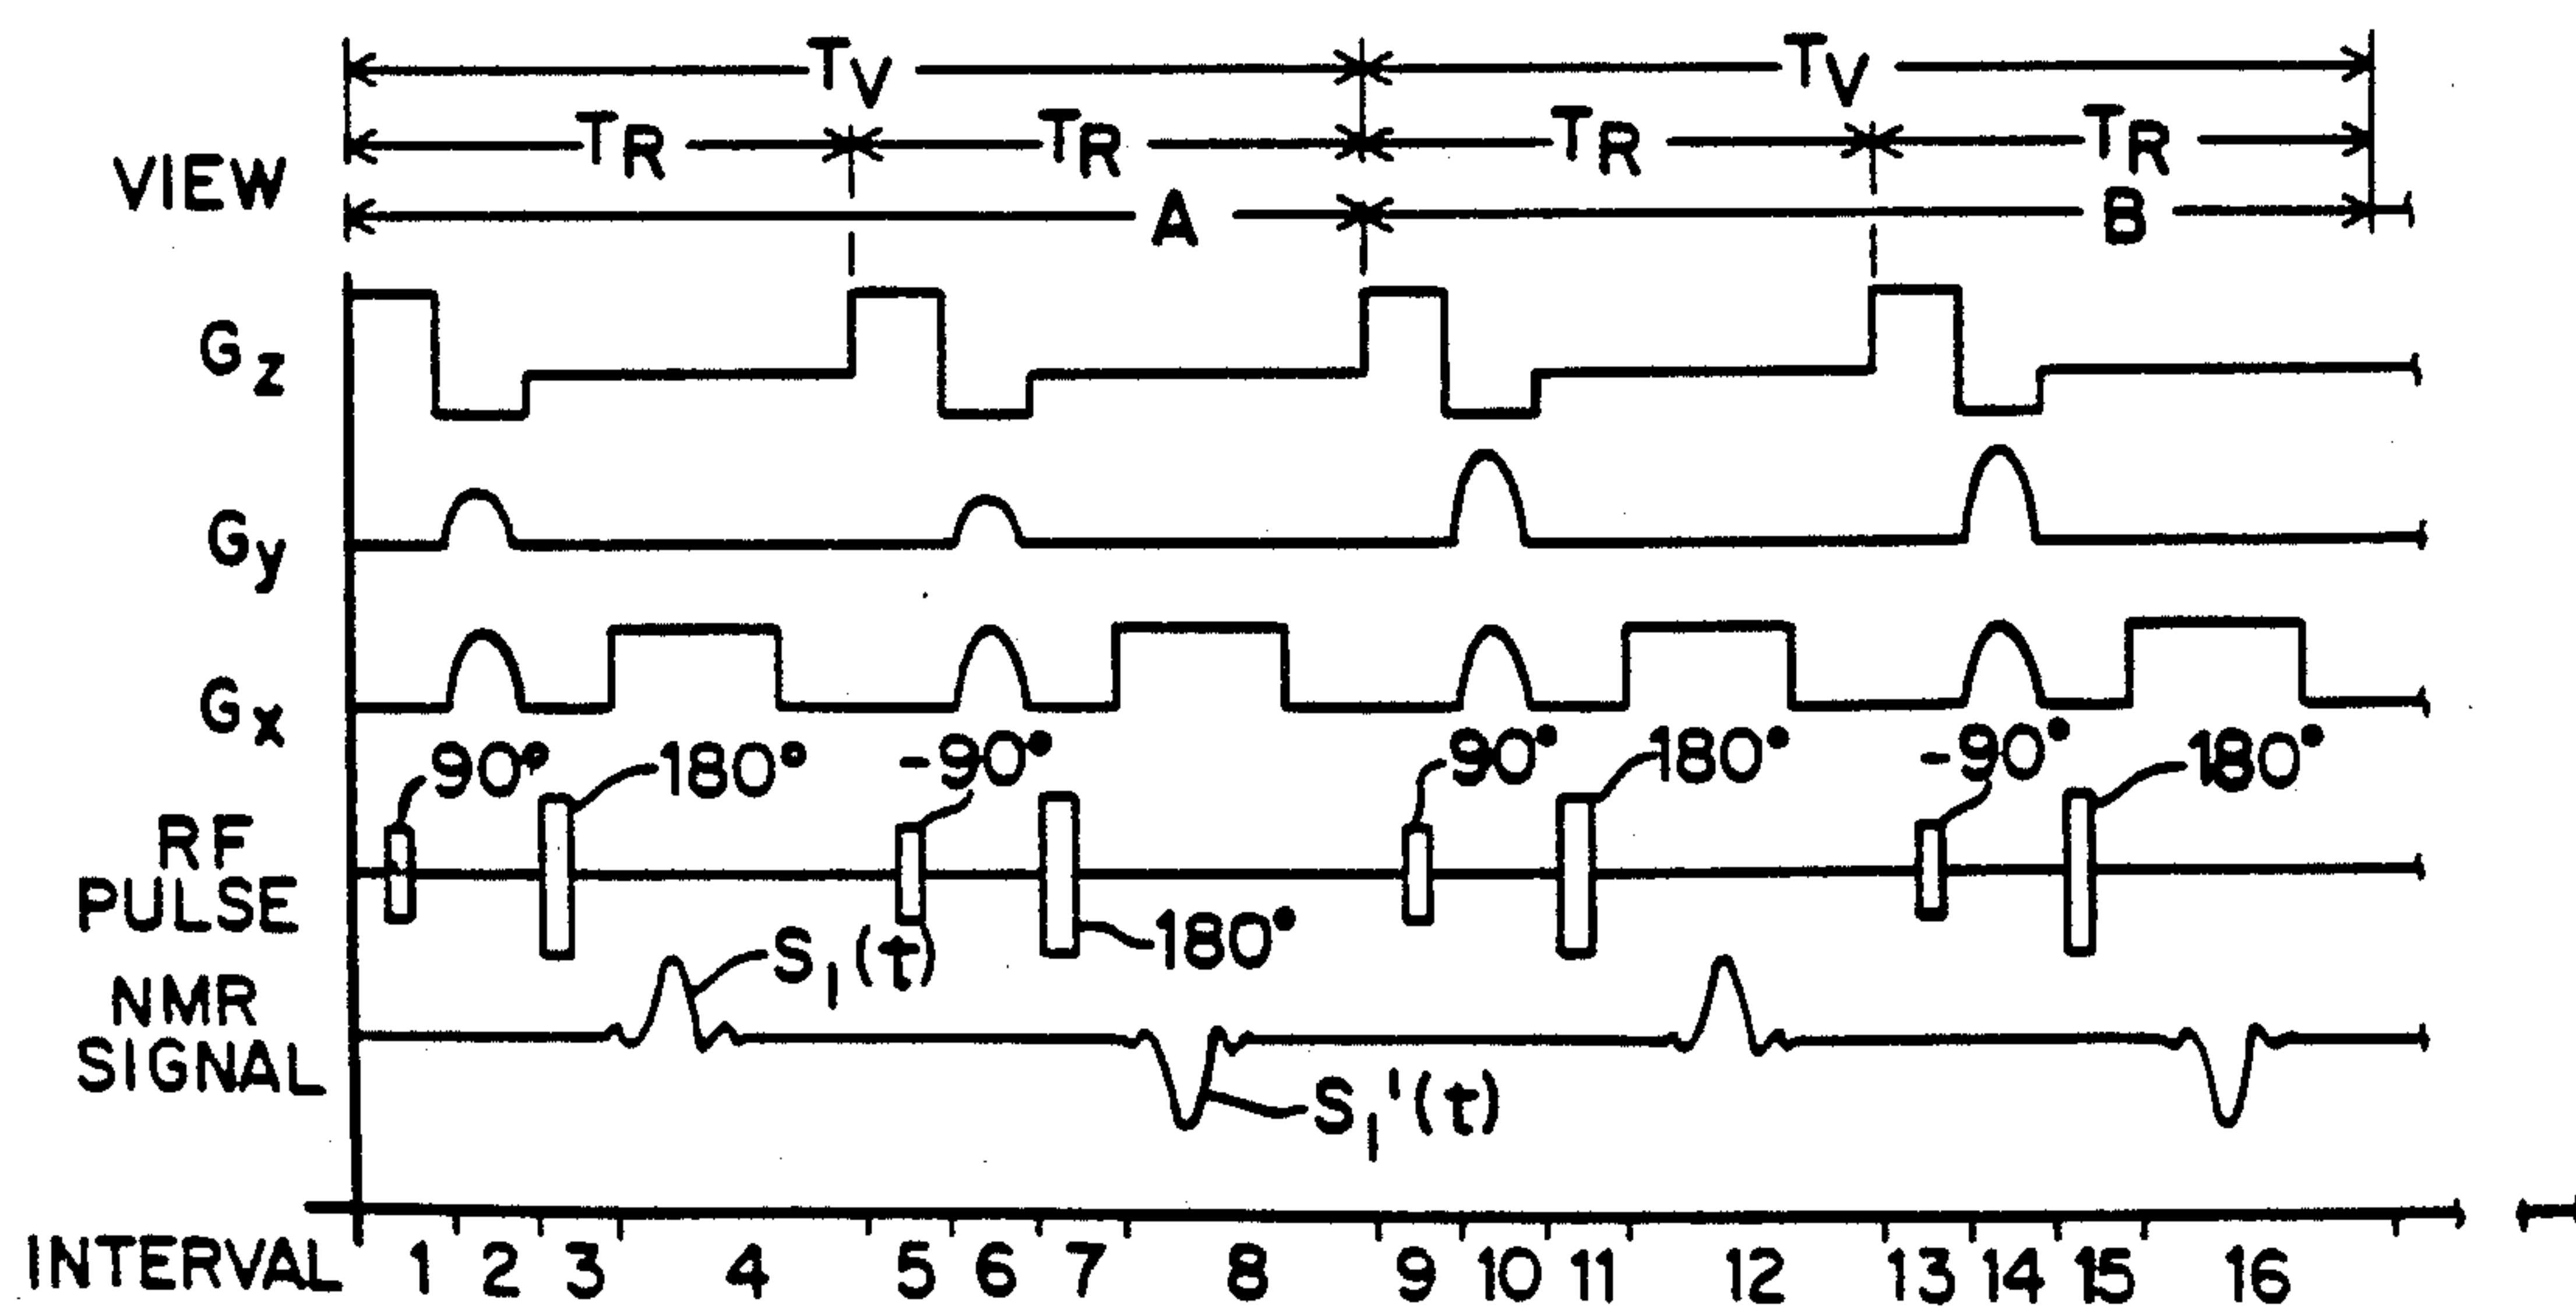 TV TV
VIEW TR TR TR TR
A B
Gz
Gy
Gx
90° 180° -90° 90° 180° -90° 180°
RF
PULSE
180°
S1(t)
NMR
SIGNAL
S1'(t)
INTERVAL 1 2 3 4 5 6 7 8 9 10 11 12 13 14 15 16